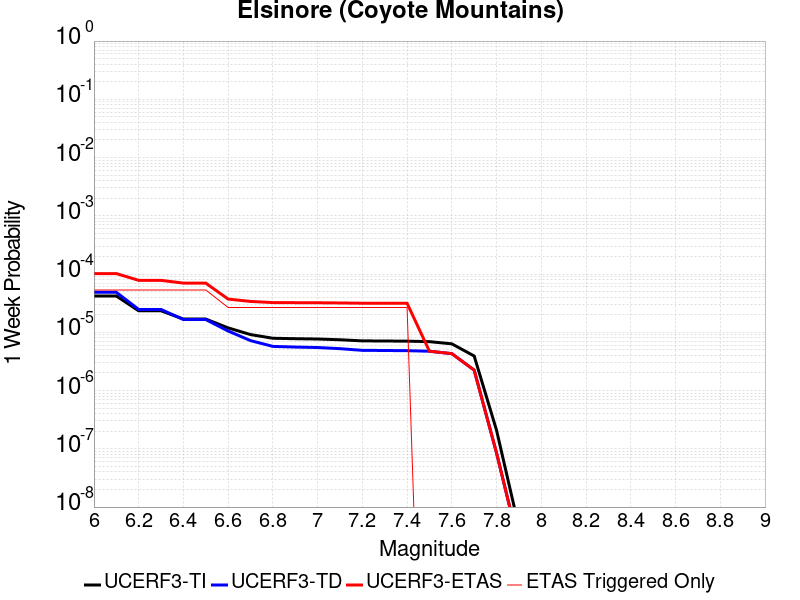 Elsinore (Coyote Mountains)
10^0
10^-1
10^-2
10^-3
10^-4
10^-5
10^-6
10^-7
10^-8
1 Week Probability
6 6.2 6.4 6.6 6.8 7 7.2 7.4 7.6 7.8 8 8.2 8.4 8.6 8.8 9
Magnitude
UCERF3-TI UCERF3-TD UCERF3-ETAS ETAS Triggered Only